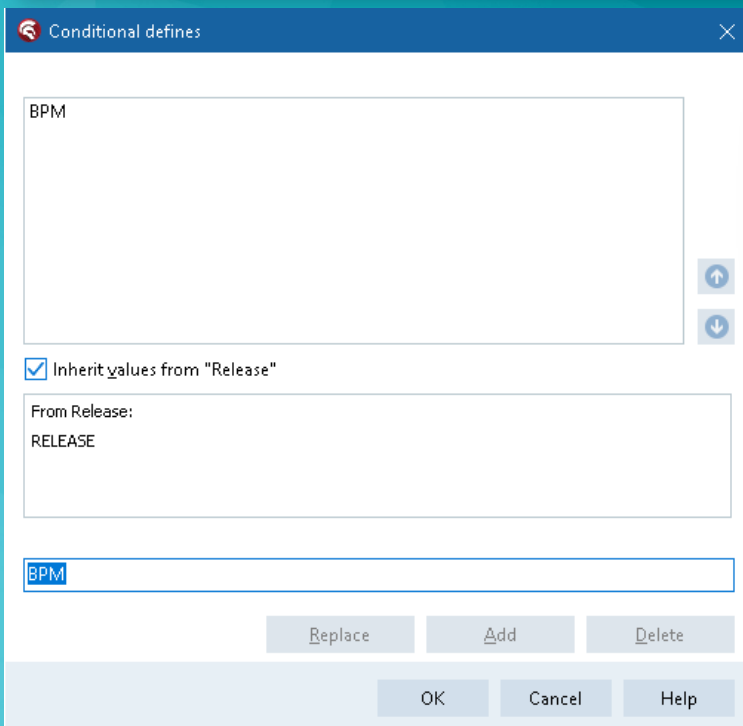 Conditional defines
BPM
Inherit values from "Release"
From Release:
RELEASE
BPM
Replace Add Delete
OK Cancel Help